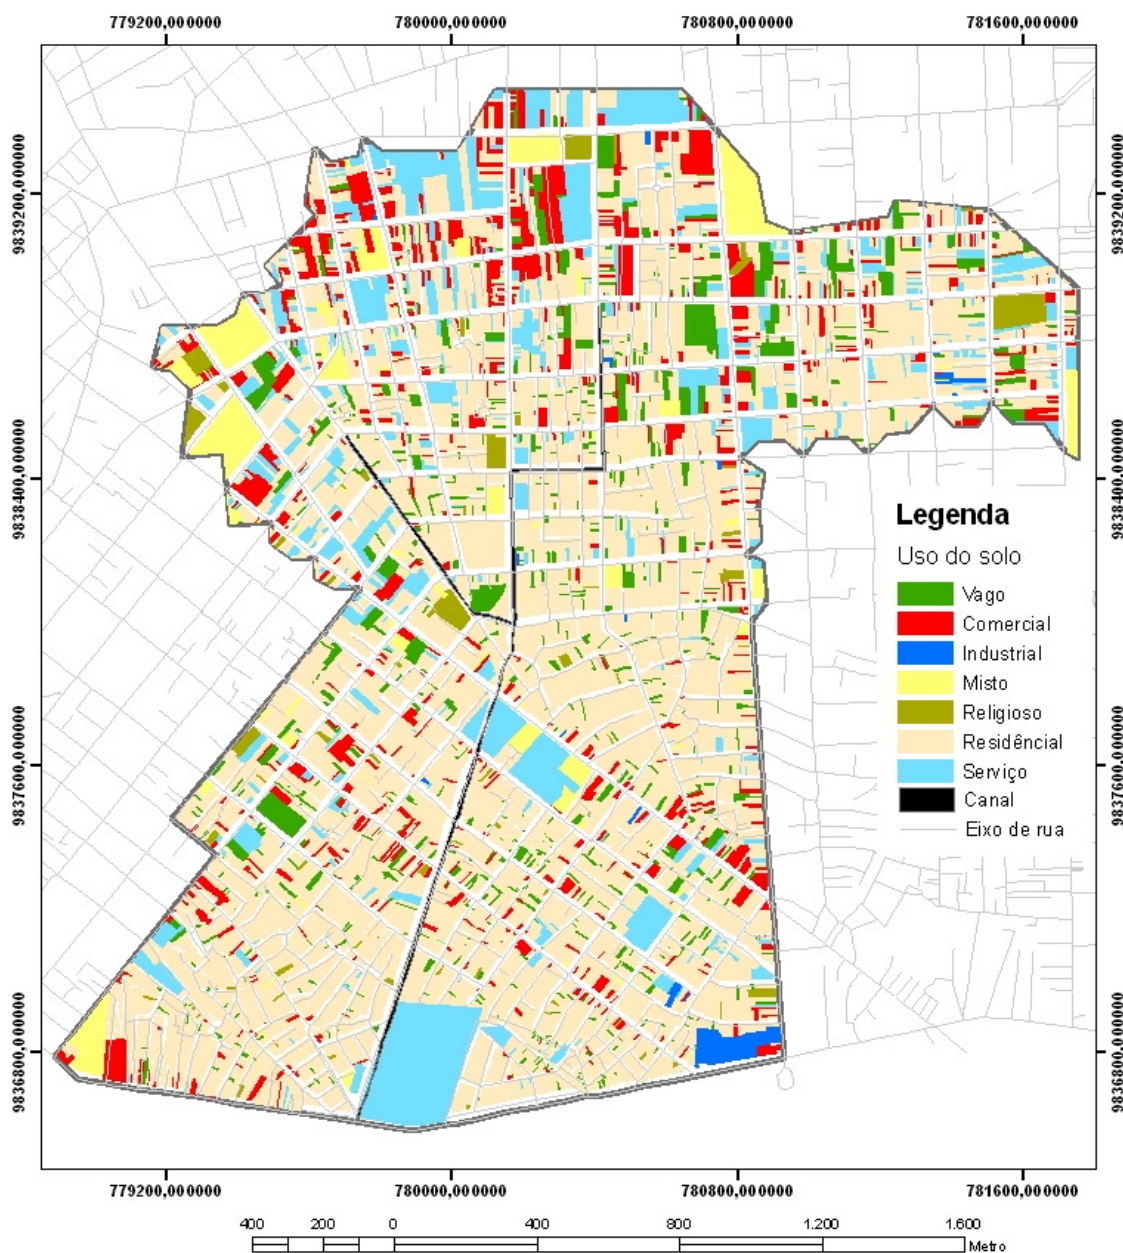 779200,000000 780000,000000 780800,000000 781600,000000
9839200,000000 9839200,000000
9838400,000000 9838400,000000
Legenda
Uso do solo
Vago
Comercial
Industrial
Misto
Religioso
Residêncial
Serviço
Canal
Eixo de rua
9837600,000000 9837600,000000
9836800,000000 9836800,000000
779200,000000 780000,000000 780800,000000 781600,000000
400 200 0 400 800 1.200 1.600
Metro